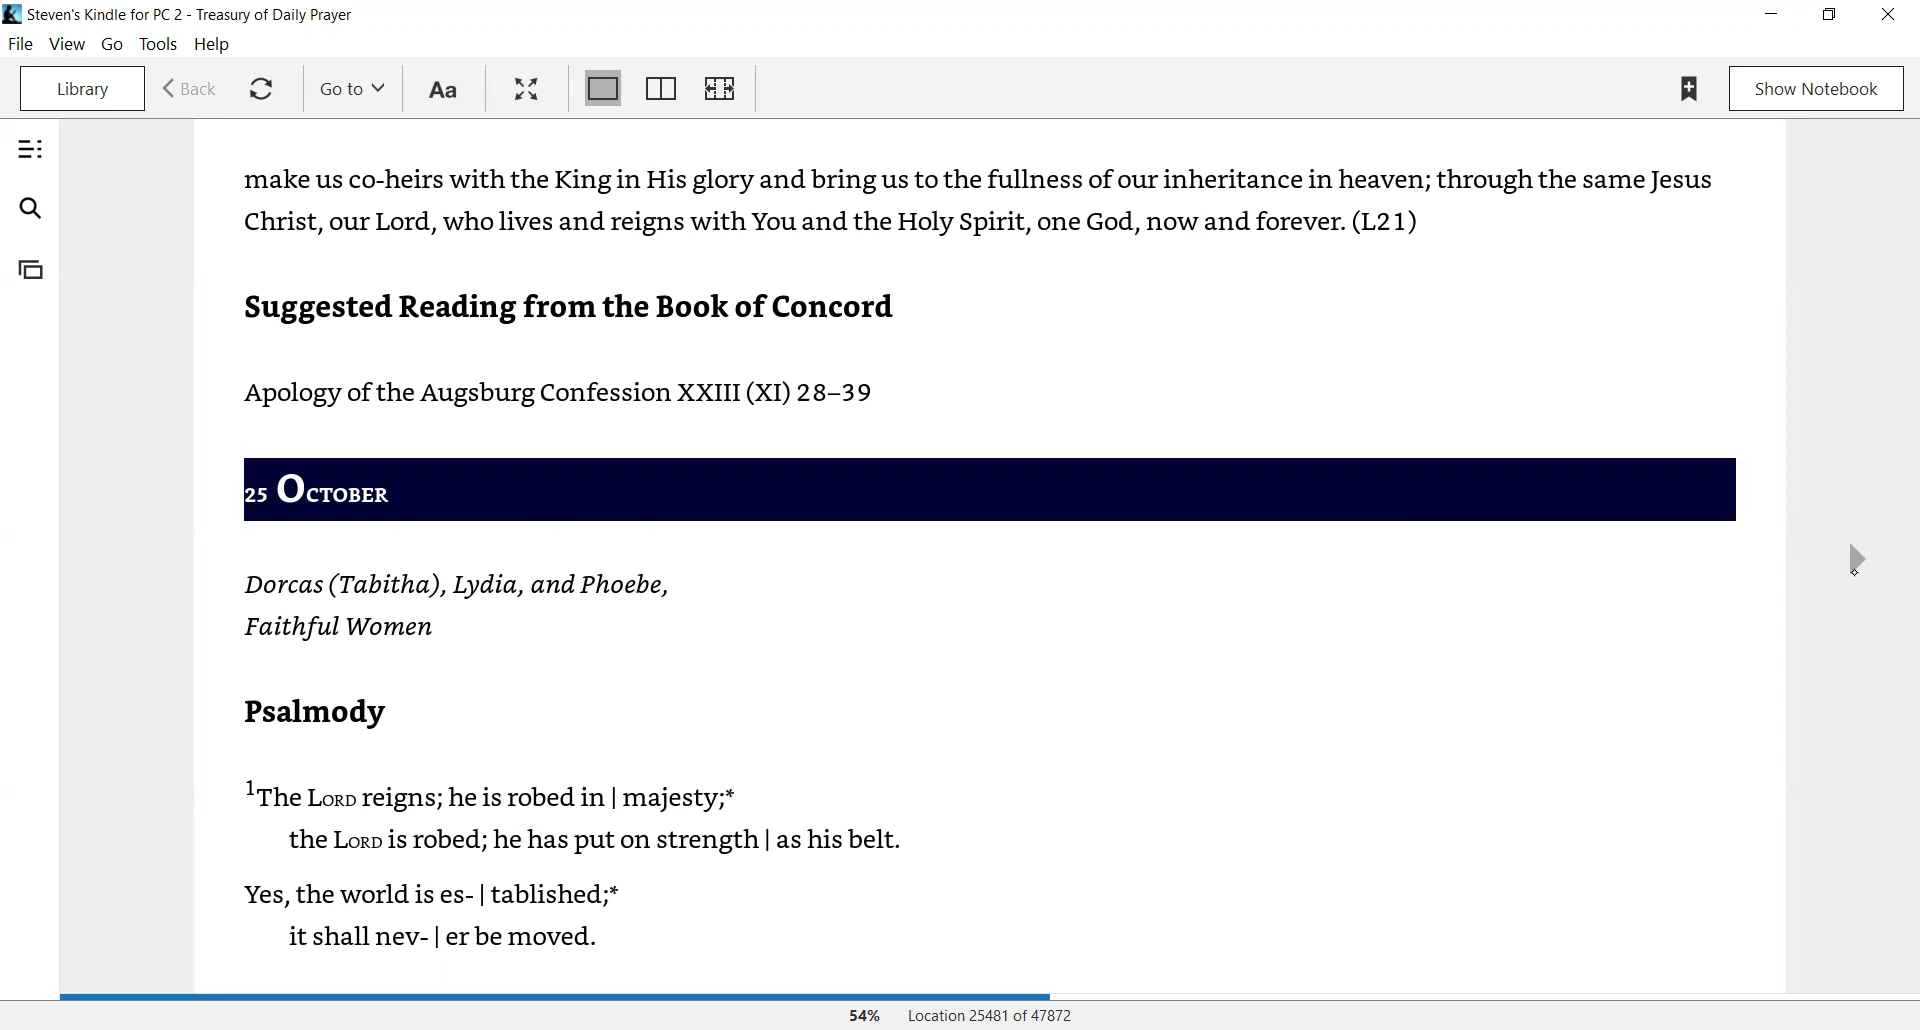 Steven's Kindle for PC 2 - Treasury of Daily Prayer
File View Go Tools Help
Library Back Go to Aa Show Notebook
make us co-heirs with the King in His glory and bring us to the fullness of our inheritance in heaven; through the same Jesus
Christ, our Lord, who lives and reigns with You and the Holy Spirit, one God, now and forever. (L21)
Suggested Reading from the Book of Concord
Apology of the Augsburg Confession XXIII (XI) 28–39
25 October
Dorcas (Tabitha), Lydia, and Phoebe,
Faithful Women
Psalmody
1The Lord reigns; he is robed in | majesty;*
the Lord is robed; he has put on strength | as his belt.
Yes, the world is es- | tablished;*
it shall nev- | er be moved.
54% Location 25481 of 47872